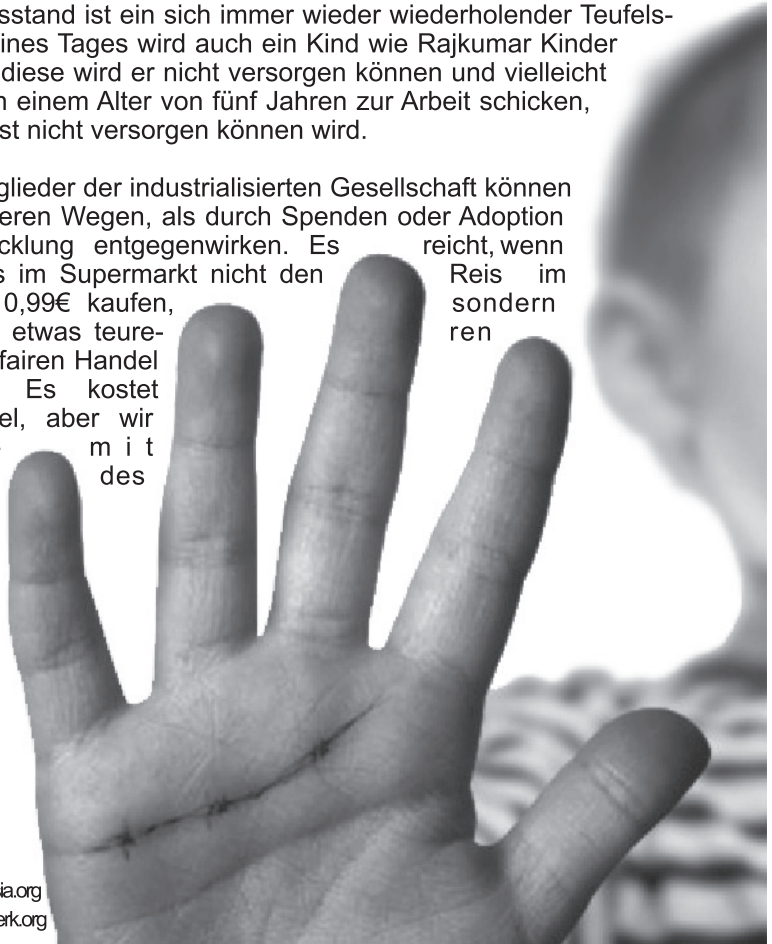 sstand ist ein sich immer wieder wiederholender Teufels-
ines Tages wird auch ein Kind wie Rajkumar Kinder
diese wird er nicht versorgen können und vielleicht
n einem Alter von fünf Jahren zur Arbeit schicken,
st nicht versorgen können wird.
glieder der industrialisierten Gesellschaft können
eren Wegen, als durch Spenden oder Adoption
cklung entgegenwirken. Es reicht, wenn
s im Supermarkt nicht den Reis im
0,99€ kaufen, sondern
etwas teure- ren
fairen Handel
Es kostet
el, aber wir
mit
des
ia.org
erk.org